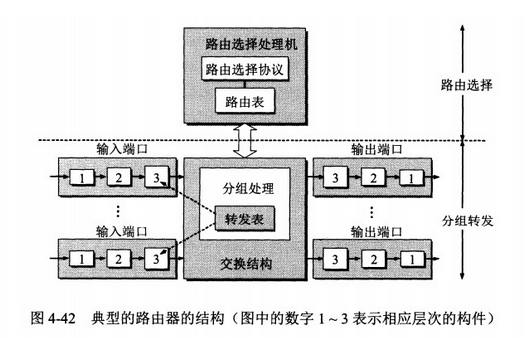 路由选择处理机
路由选择协议
路由表
路由选择
输入端口
输出端口
1 2 3
分组处理
3 2 1
转发表
分组转发
输入端口
输出端口
1 2 3
交换结构
3 2 1
图 4-42 典型的路由器的结构（图中的数字 1～3 表示相应层次的构件）